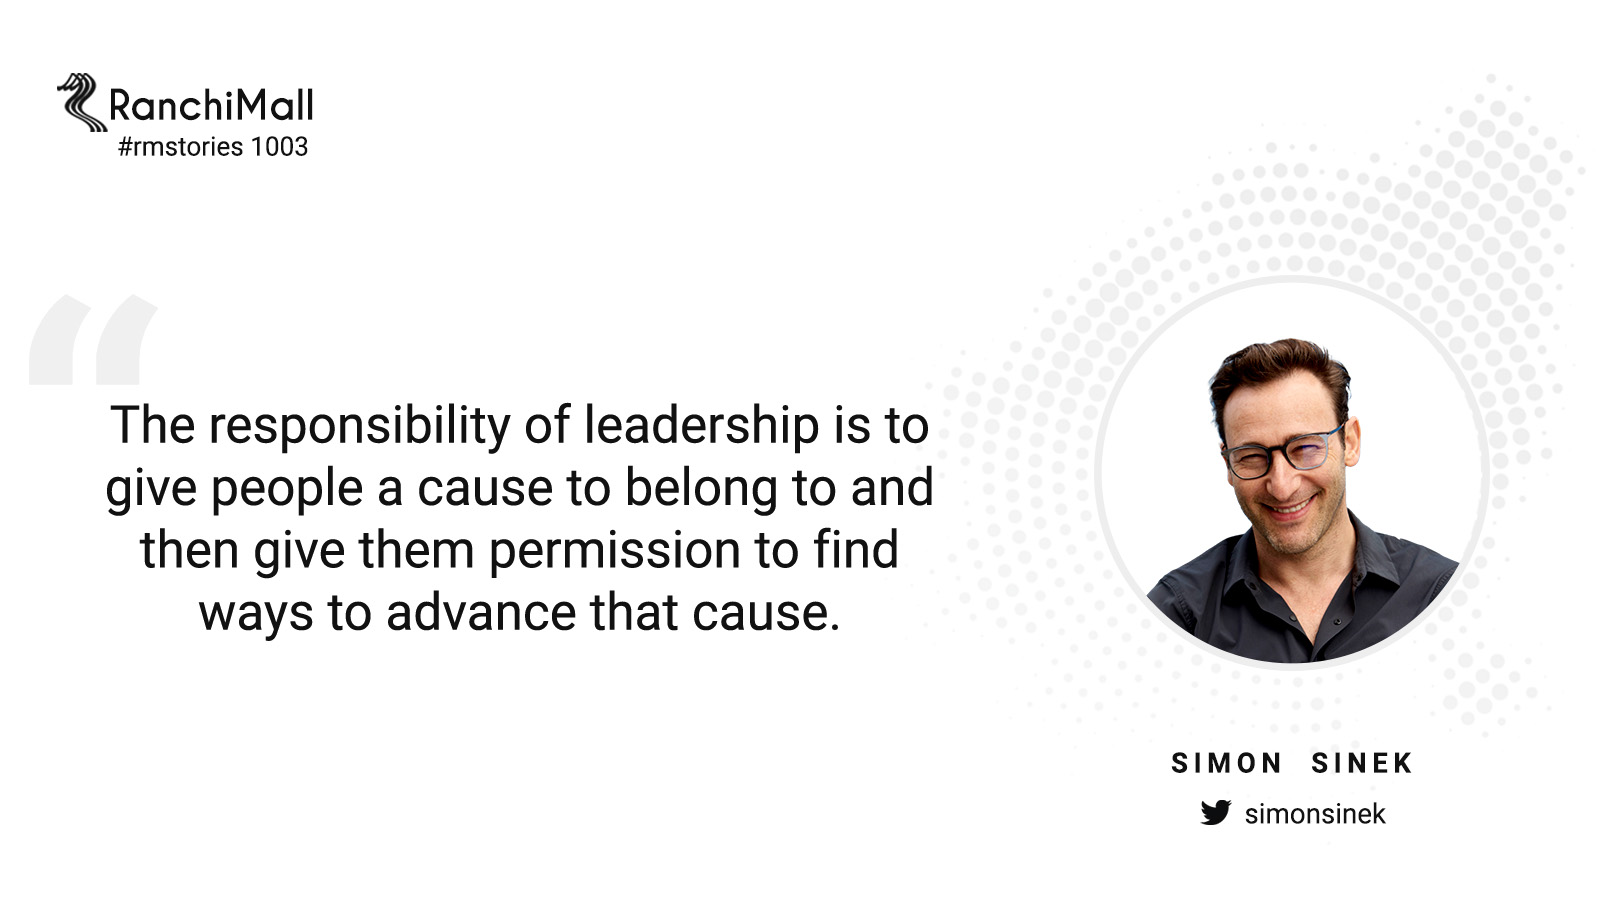 RanchiMall
#rmstories 1003
“
The responsibility of leadership is to
give people a cause to belong to and
then give them permission to find
ways to advance that cause.
SIMON SINEK
simonsinek